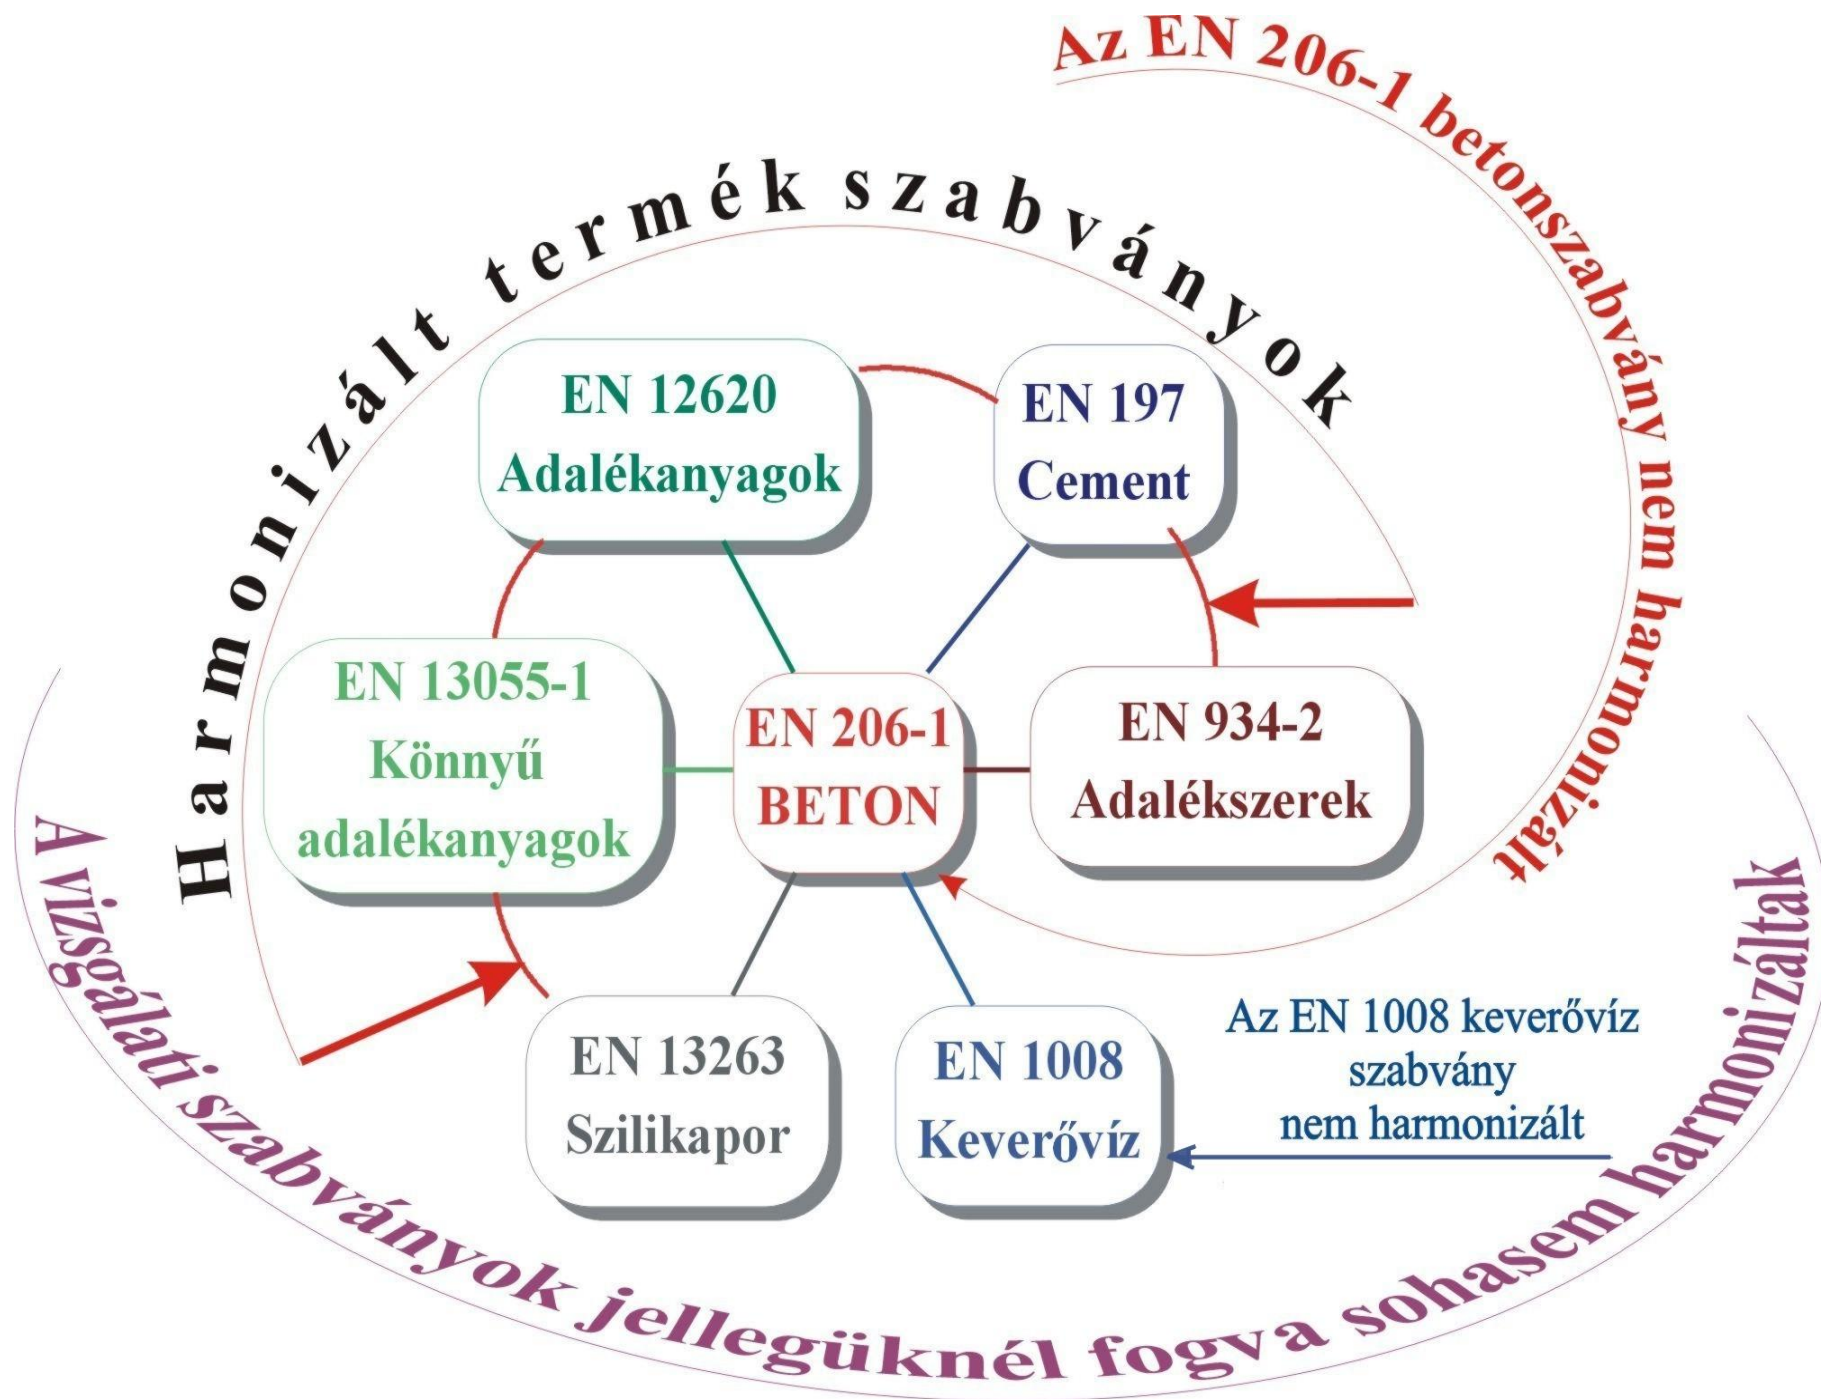 Az EN 206-1 betonszabvány nem harmonizált
Harmonizált termék szabványok
EN 12620
Adalékanyagok
EN 197
Cement
EN 13055-1
Könnyű
adalékanyagok
EN 206-1
BETON
EN 934-2
Adalékszerek
EN 13263
Szilikapor
EN 1008
Keverővíz
Az EN 1008 keverővíz
szabvány
nem harmonizált
A vizsgálati szabványok jellegüknél fogva sohasem harmonizáltak